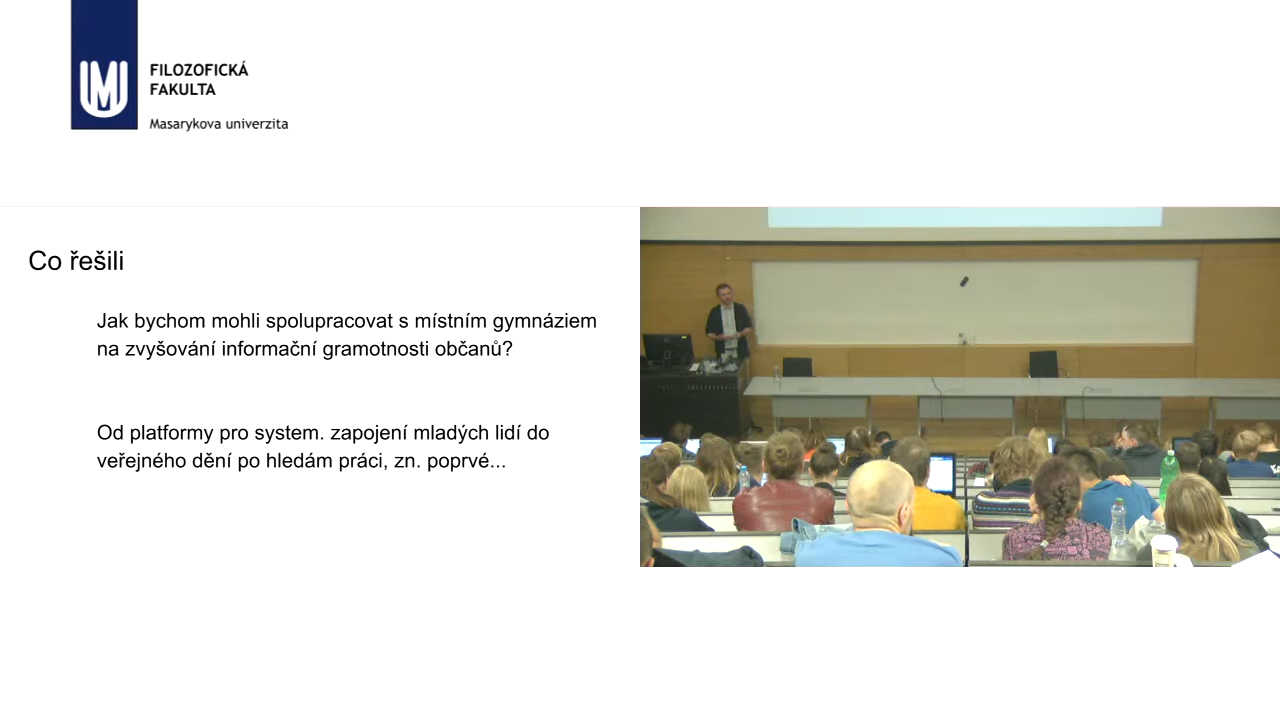 FILOZOFICKÁ
FAKULTA
Masarykova univerzita
Co řešili
Jak bychom mohli spolupracovat s místním gymnáziem
na zvyšování informační gramotnosti občanů?
Od platformy pro system. zapojení mladých lidí do
veřejného dění po hledám práci, zn. poprvé...